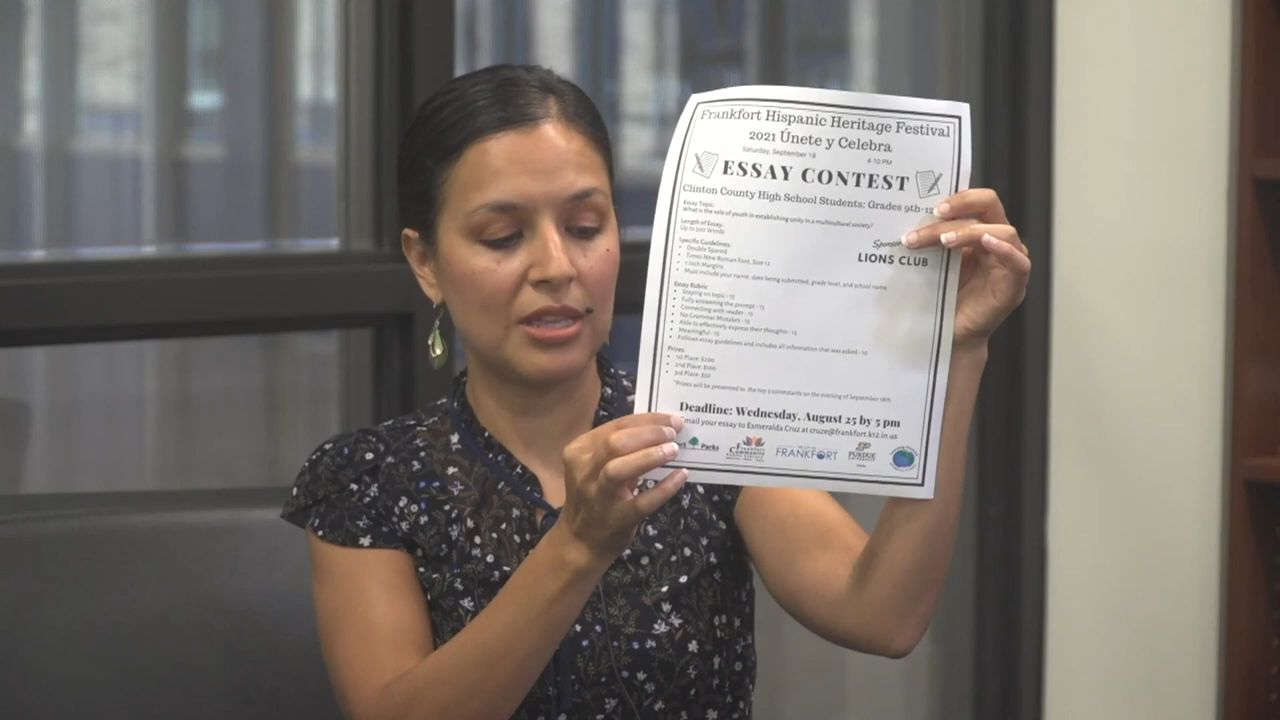 Frankfort Hispanic Heritage Festival
2021 Únete y Celebra
Saturday, September 18 4-10 PM
ESSAY CONTEST
Clinton County High School Students: Grades 9th-12
Essay Topic:
What is the role of youth in establishing unity in a multicultural society?
Length of Essay:
Up to 500 Words
Sponsor
LIONS CLUB
Specific Guidelines:
• Double Spaced
• Times New Roman Font, Size 12
• 1 Inch Margins
• Must include your name, date being submitted, grade level, and school name
Essay Rubric
• Staying on topic - 15
• Fully answering the prompt - 15
• Connecting with reader - 15
• No Grammar Mistakes - 15
• Able to effectively express their thoughts - 15
• Meaningful - 15
• Follows essay guidelines and includes all information that was asked - 10
Prizes:
• 1st Place: $200
• 2nd Place: $100
• 3rd Place: $50
*Prizes will be presented to the top 3 contestants on the evening of September 18th.
Deadline: Wednesday, August 25 by 5 pm
Email your essay to Esmeralda Cruz at cruze@frankfort.k12.in.us
Parks
Frankfort
Community
FRANKFORT
PURDUE